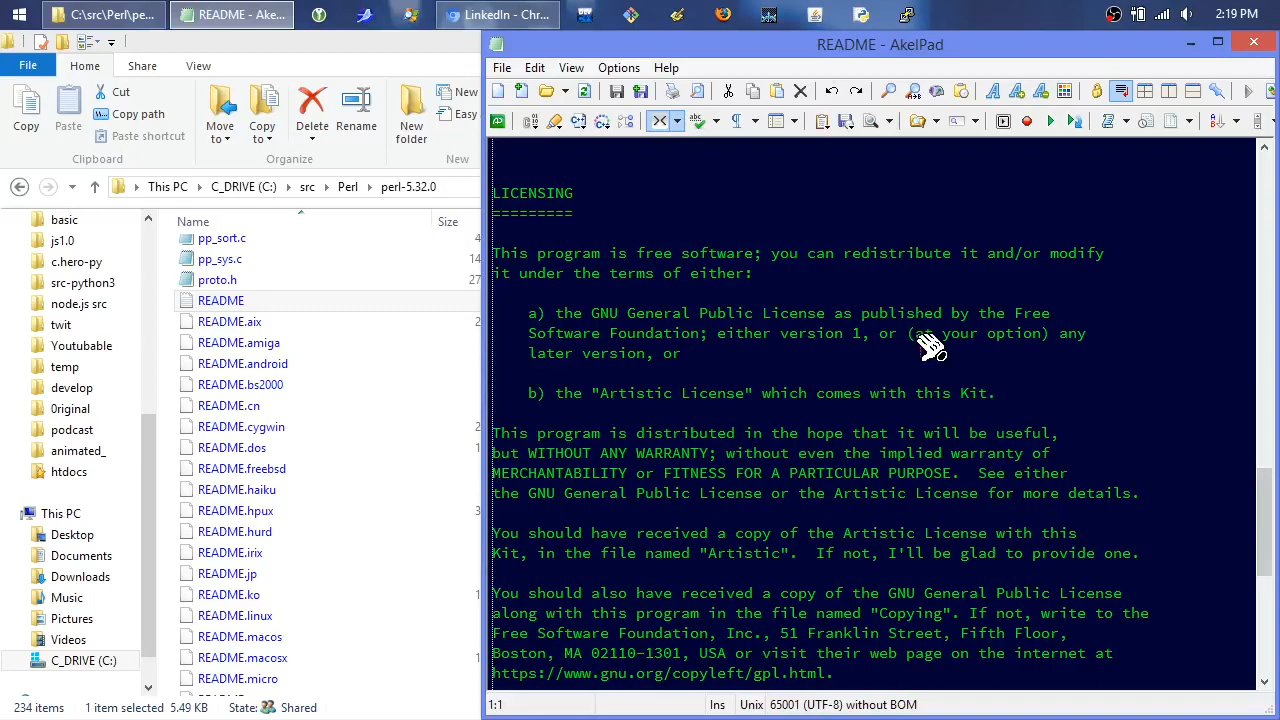 C:\src\Perl\pe...
README - Ake...
LinkedIn - Chr...
2:19 PM
File
Home
Share
View
Copy
Paste
Cut
Copy path
Paste shortcut
Clipboard
Move to
Copy to
Delete
Rename
Organize
New folder
New
Easy
New
This PC
C_DRIVE (C:)
src
Perl
perl-5.32.0
basic
js1.0
c.hero-py
src-python3
node.js src
twit
Youtubable
temp
develop
0riginal
podcast
animated_
htdocs
This PC
Desktop
Documents
Downloads
Music
Pictures
Videos
C_DRIVE (C:)
Name
Size
pp_sort.c
4
pp_sys.c
14
proto.h
27
README
README.aix
2
README.amiga
README.android
README.bs2000
README.cn
README.cygwin
2
README.dos
README.freebsd
README.haiku
README.hpux
3
README.hurd
README.irix
README.jp
README.ko
README.linux
README.macos
README.macosx
README.micro
234 items
1 item selected 5.49 KB
State:
Shared
README - AkelPad
File
Edit
View
Options
Help
LICENSING
=========
This program is free software; you can redistribute it and/or modify
it under the terms of either:
a) the GNU General Public License as published by the Free
Software Foundation; either version 1, or (at your option) any
later version, or
b) the "Artistic License" which comes with this Kit.
This program is distributed in the hope that it will be useful,
but WITHOUT ANY WARRANTY; without even the implied warranty of
MERCHANTABILITY or FITNESS FOR A PARTICULAR PURPOSE.  See either
the GNU General Public License or the Artistic License for more details.
You should have received a copy of the Artistic License with this
Kit, in the file named "Artistic".  If not, I'll be glad to provide one.
You should also have received a copy of the GNU General Public License
along with this program in the file named "Copying". If not, write to the
Free Software Foundation, Inc., 51 Franklin Street, Fifth Floor,
Boston, MA 02110-1301, USA or visit their web page on the internet at
https://www.gnu.org/copyleft/gpl.html.
1:1
Ins
Unix
65001 (UTF-8) without BOM